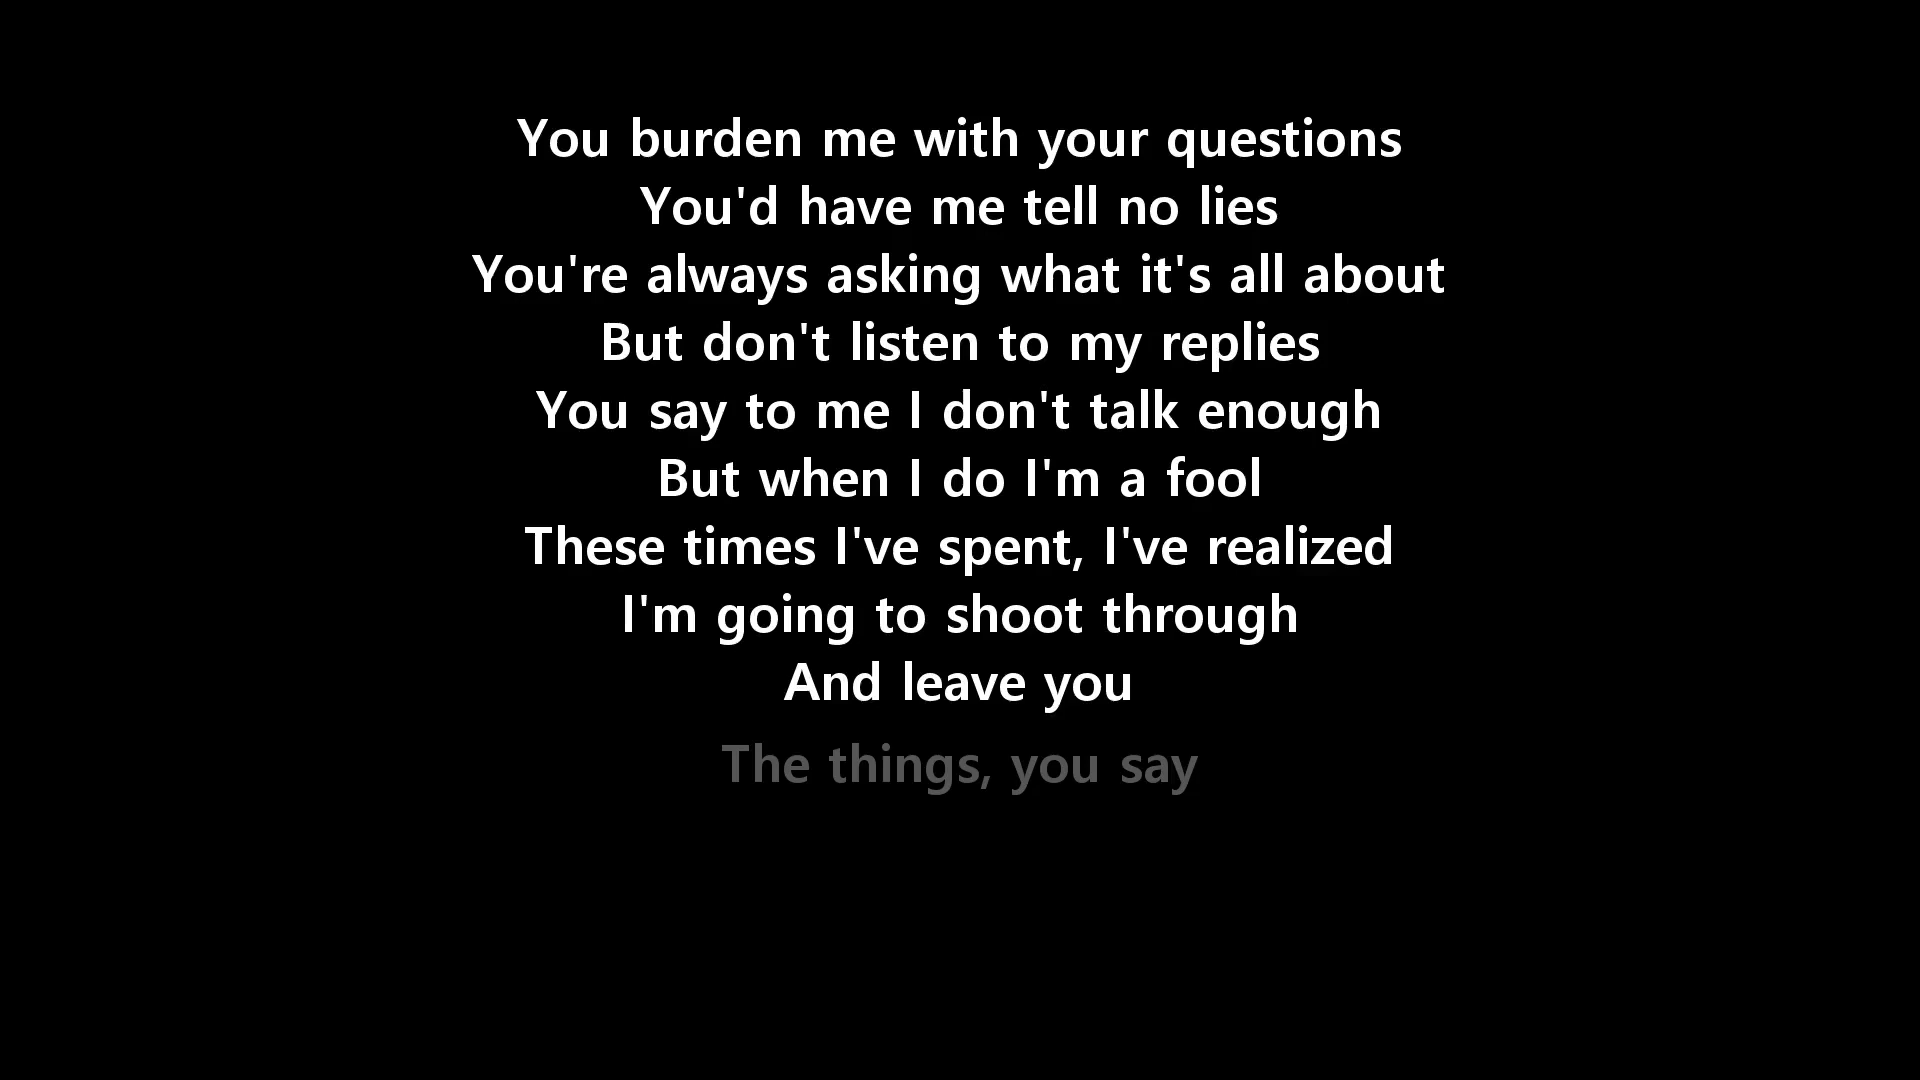 You burden me with your questions
You'd have me tell no lies
You're always asking what it's all about
But don't listen to my replies
You say to me I don't talk enough
But when I do I'm a fool
These times I've spent, I've realized
I'm going to shoot through
And leave you
The things, you say